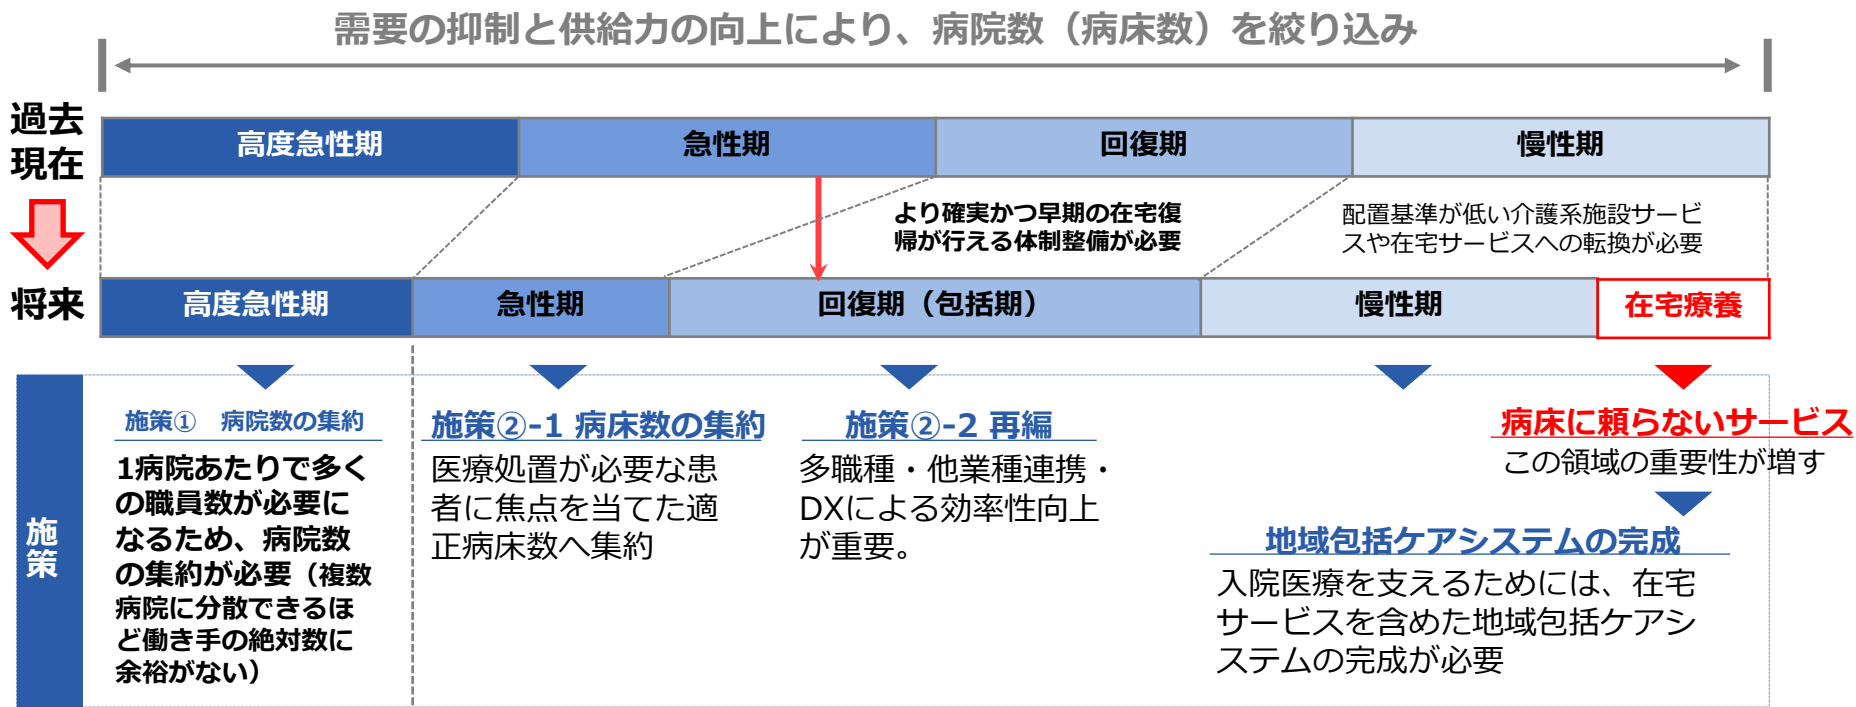 需要の抑制と供給力の向上により、病院数（病床数）を絞り込み
過去
現在
高度急性期
急性期
回復期
慢性期
より確実かつ早期の在宅復
帰が行える体制整備が必要
配置基準が低い介護系施設サービ
スや在宅サービスへの転換が必要
将来
高度急性期
急性期
回復期（包括期）
慢性期
在宅療養
施策
施策①　病院数の集約
1病院あたりで多く
の職員数が必要に
なるため、病院数
の集約が必要（複数
病院に分散できるほ
ど働き手の絶対数に
余裕がない）
施策②-1 病床数の集約
医療処置が必要な患
者に焦点を当てた適
正病床数へ集約
施策②-2 再編
多職種・他業種連携・
DXによる効率性向上
が重要。
病床に頼らないサービス
この領域の重要性が増す
地域包括ケアシステムの完成
入院医療を支えるためには、在宅
サービスを含めた地域包括ケアシ
ステムの完成が必要